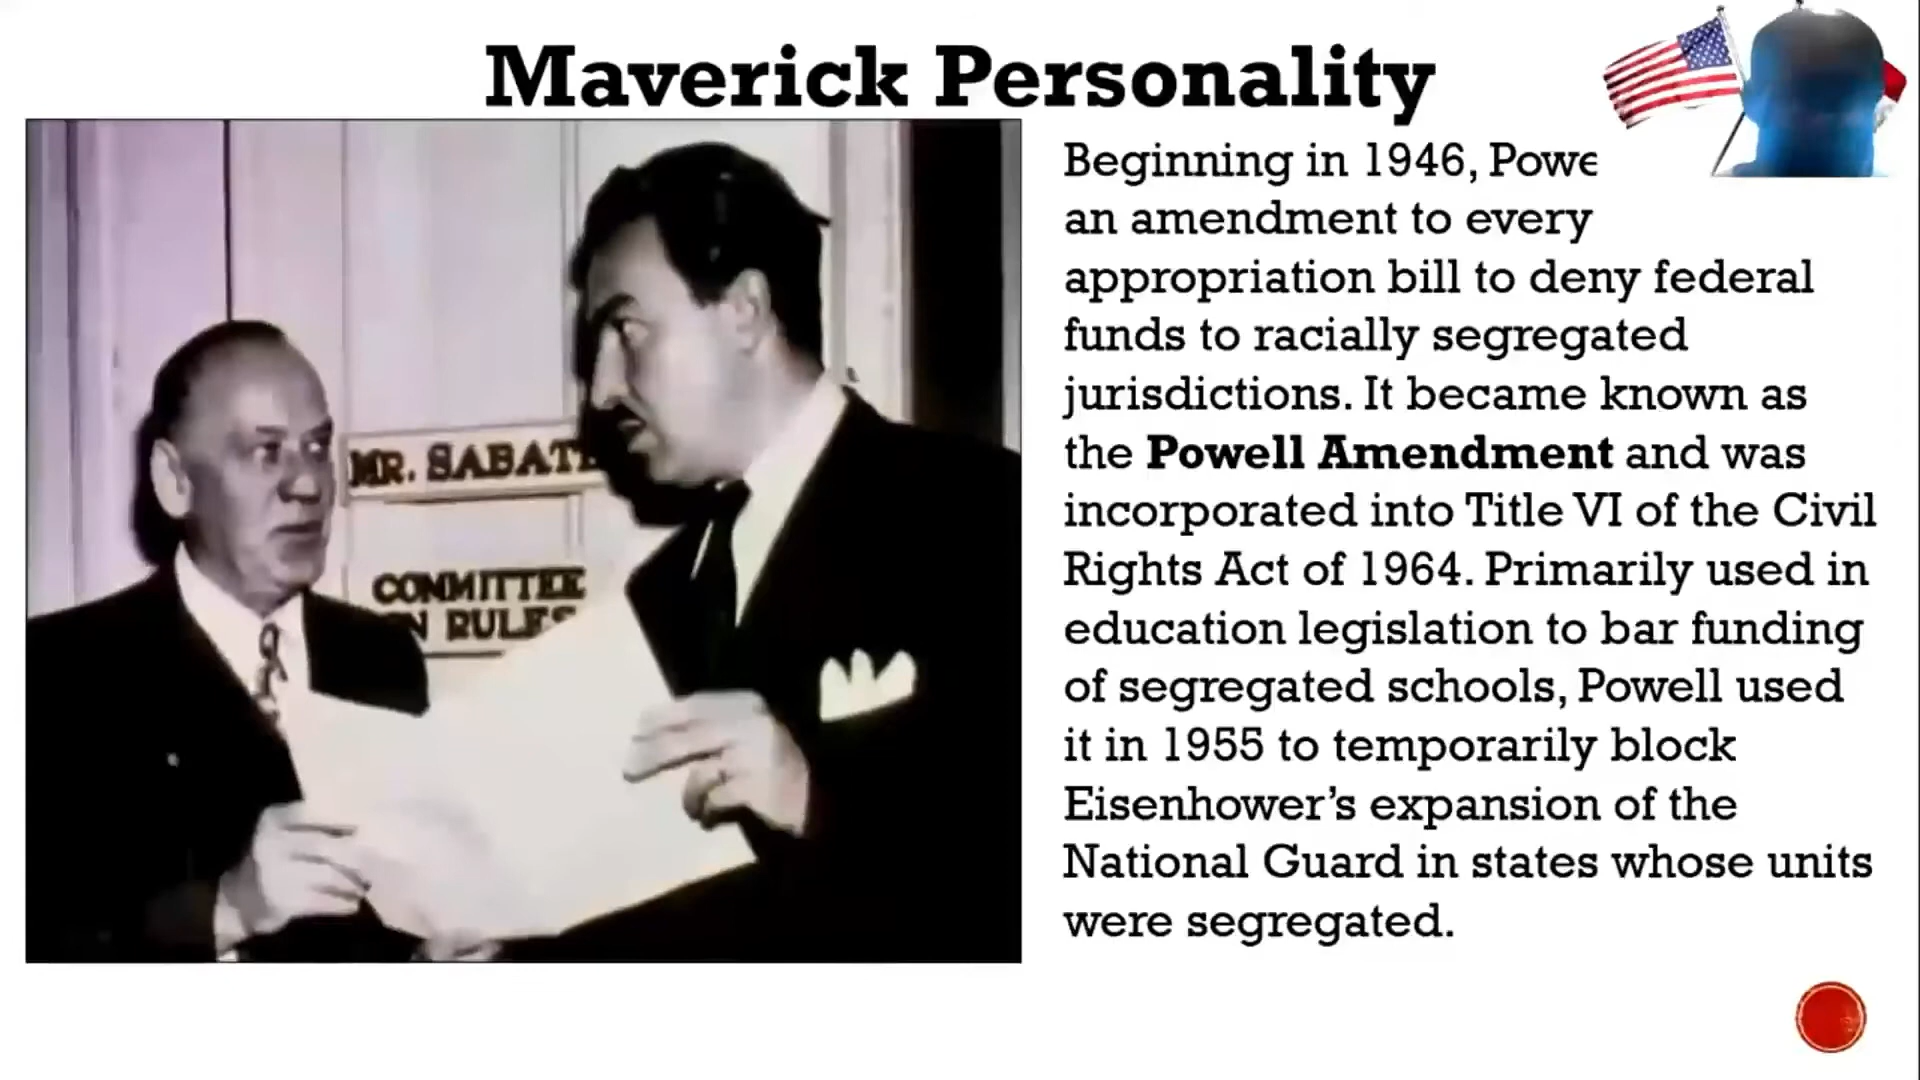 Maverick Personality
Beginning in 1946,
an amendment to every
appropriation bill to deny federal
funds to racially segregated
jurisdictions. It became known as
the Powell Amendment and was
incorporated into Title VI of the Civil
Rights Act of 1964. Primarily used in
education legislation to bar funding
of segregated schools, Powell used
it in 1955 to temporarily block
Eisenhower’s expansion of the
National Guard in states whose units
were segregated.
MR. SABAT
COMMITTEE
N RULES